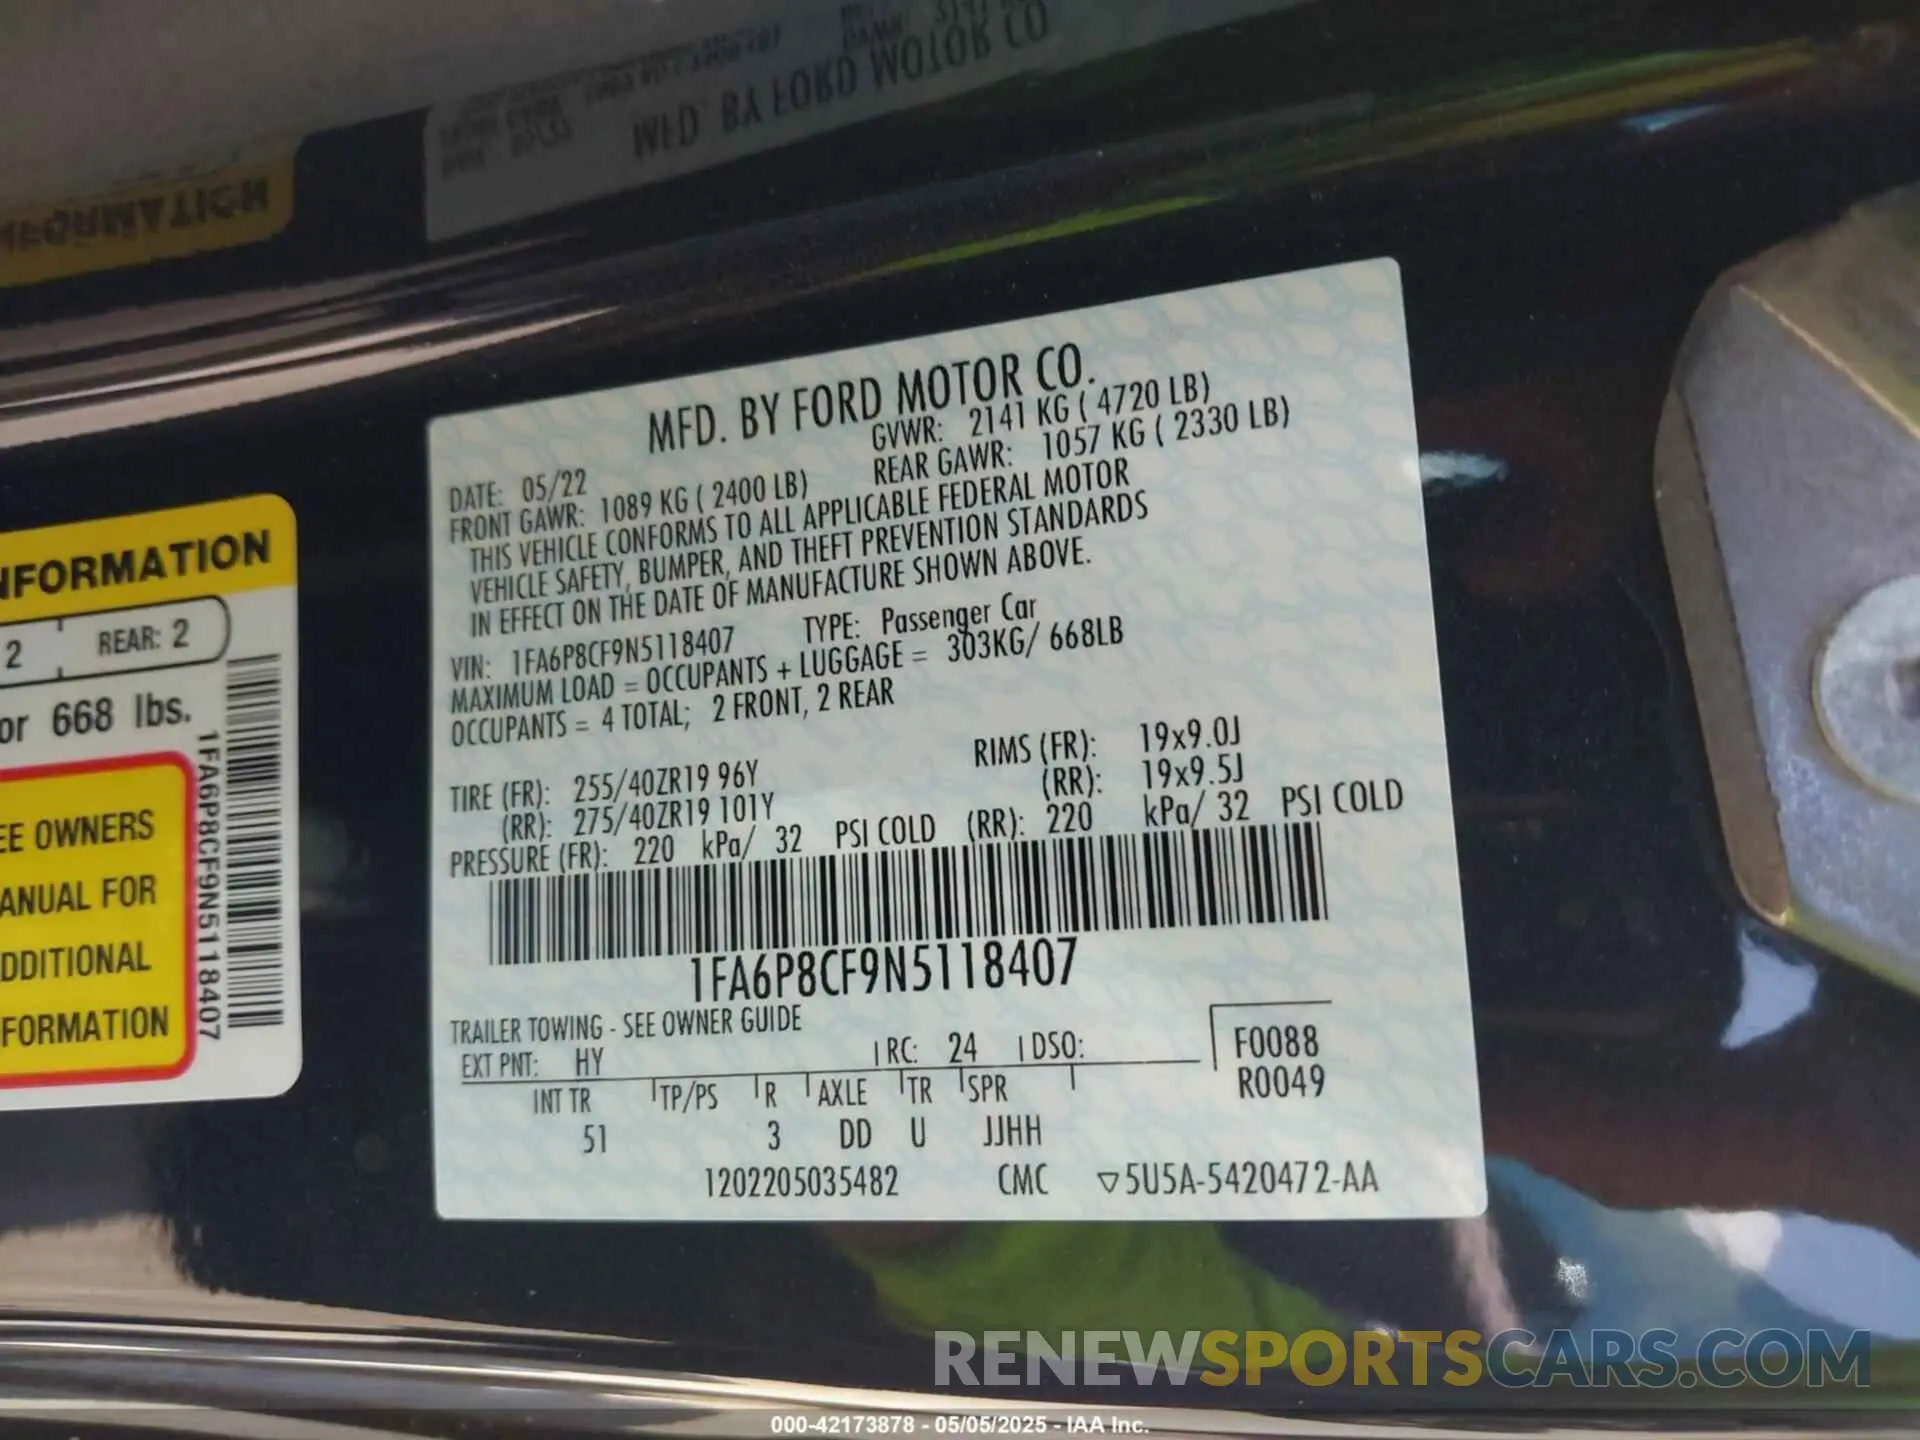 MFD. BY FORD MOTOR CO.
DATE: 05/22
GVWR: 2141 KG ( 4720 LB)
FRONT GAWR: 1089 KG ( 2400 LB)
REAR GAWR: 1057 KG ( 2330 LB)
THIS VEHICLE CONFORMS TO ALL APPLICABLE FEDERAL MOTOR
VEHICLE SAFETY, BUMPER, AND THEFT PREVENTION STANDARDS
IN EFFECT ON THE DATE OF MANUFACTURE SHOWN ABOVE.
VIN: 1FA6P8CF9N5118407 TYPE: Passenger Car
MAXIMUM LOAD = OCCUPANTS + LUGGAGE = 303KG/ 668LB
OCCUPANTS = 4 TOTAL; 2 FRONT, 2 REAR
TIRE (FR): 255/40ZR19 96Y RIMS (FR): 19x9.0J
(RR): 275/40ZR19 101Y (RR): 19x9.5J
PRESSURE (FR): 220 kPa/ 32 PSI COLD (RR): 220 kPa/ 32 PSI COLD
1FA6P8CF9N5118407
TRAILER TOWING - SEE OWNER GUIDE
EXT PNT: HY RC: 24 DSO: F0088
INT TR TP/PS R AXLE TR SPR R0049
51 3 DD U JJHH
1202205035482 CMC ▽5U5A-5420472-AA
NFORMATION
2 REAR: 2
or 668 lbs.
EE OWNERS
ANUAL FOR
DDITIONAL
FORMATION
1FA6P8CF9N5118407
MFD. BY FORD MOTOR CO
NFORMATION
RENEWSPORTSCARS.COM
000-42173878 - 05/05/2025 - IAA Inc.